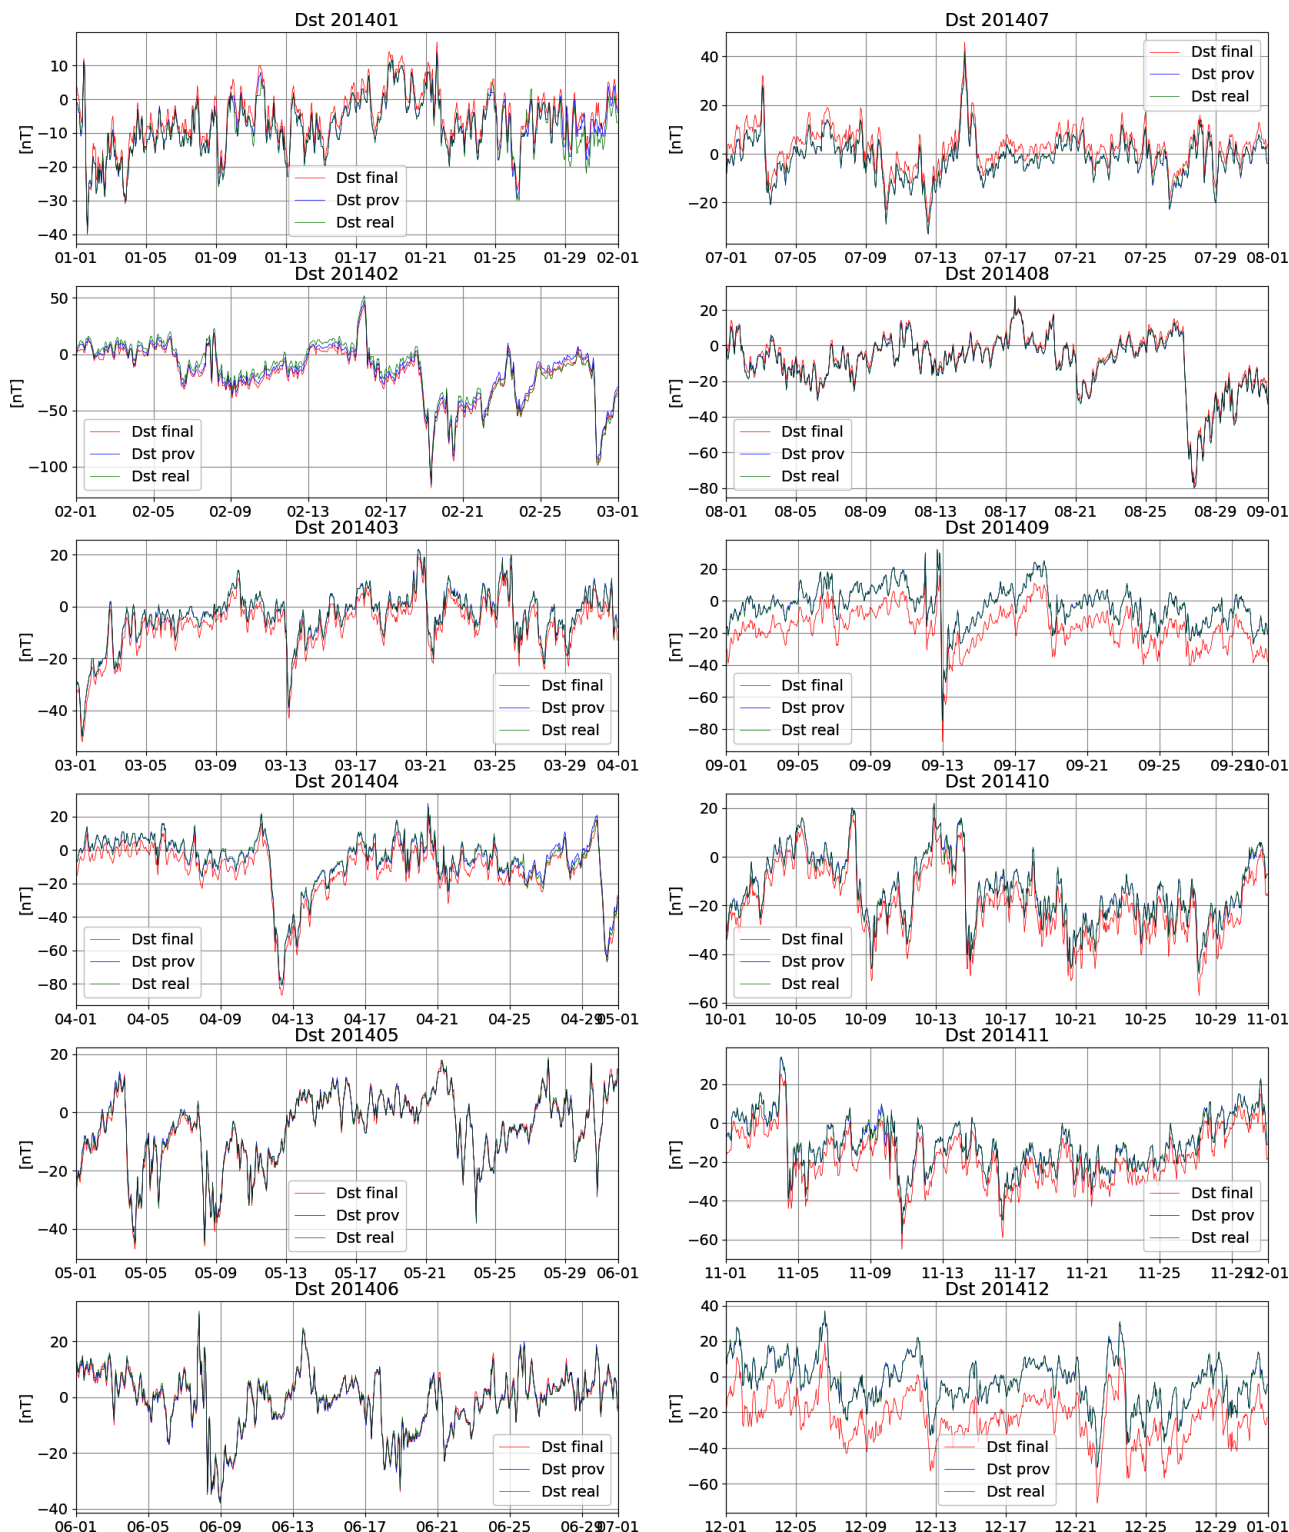 Dst 201401
[nT]
10
0
−10
−20
−30
−40
Dst final
Dst prov
Dst real
01-01 01-05 01-09 01-13 01-17 01-21 01-25 01-29 02-01
Dst 201407
[nT]
40
20
0
−20
Dst final
Dst prov
Dst real
07-01 07-05 07-09 07-13 07-17 07-21 07-25 07-29 08-01
Dst 201402
[nT]
50
0
−50
−100
Dst final
Dst prov
Dst real
02-01 02-05 02-09 02-13 02-17 02-21 02-25 03-01
Dst 201408
[nT]
20
0
−20
−40
−60
−80
Dst final
Dst prov
Dst real
08-01 08-05 08-09 08-13 08-17 08-21 08-25 08-29 09-01
Dst 201403
[nT]
20
0
−20
−40
Dst final
Dst prov
Dst real
03-01 03-05 03-09 03-13 03-17 03-21 03-25 03-29 04-01
Dst 201409
[nT]
20
0
−20
−40
−60
−80
Dst final
Dst prov
Dst real
09-01 09-05 09-09 09-13 09-17 09-21 09-25 09-29 10-01
Dst 201404
[nT]
20
0
−20
−40
−60
−80
Dst final
Dst prov
Dst real
04-01 04-05 04-09 04-13 04-17 04-21 04-25 04-29 05-01
Dst 201410
[nT]
20
0
−20
−40
−60
Dst final
Dst prov
Dst real
10-01 10-05 10-09 10-13 10-17 10-21 10-25 10-29 11-01
Dst 201405
[nT]
20
0
−20
−40
Dst final
Dst prov
Dst real
05-01 05-05 05-09 05-13 05-17 05-21 05-25 05-29 06-01
Dst 201411
[nT]
20
0
−20
−40
−60
Dst final
Dst prov
Dst real
11-01 11-05 11-09 11-13 11-17 11-21 11-25 11-29 12-01
Dst 201406
[nT]
20
0
−20
−40
Dst final
Dst prov
Dst real
06-01 06-05 06-09 06-13 06-17 06-21 06-25 06-29 07-01
Dst 201412
[nT]
40
20
0
−20
−40
−60
Dst final
Dst prov
Dst real
12-01 12-05 12-09 12-13 12-17 12-21 12-25 12-29 01-01